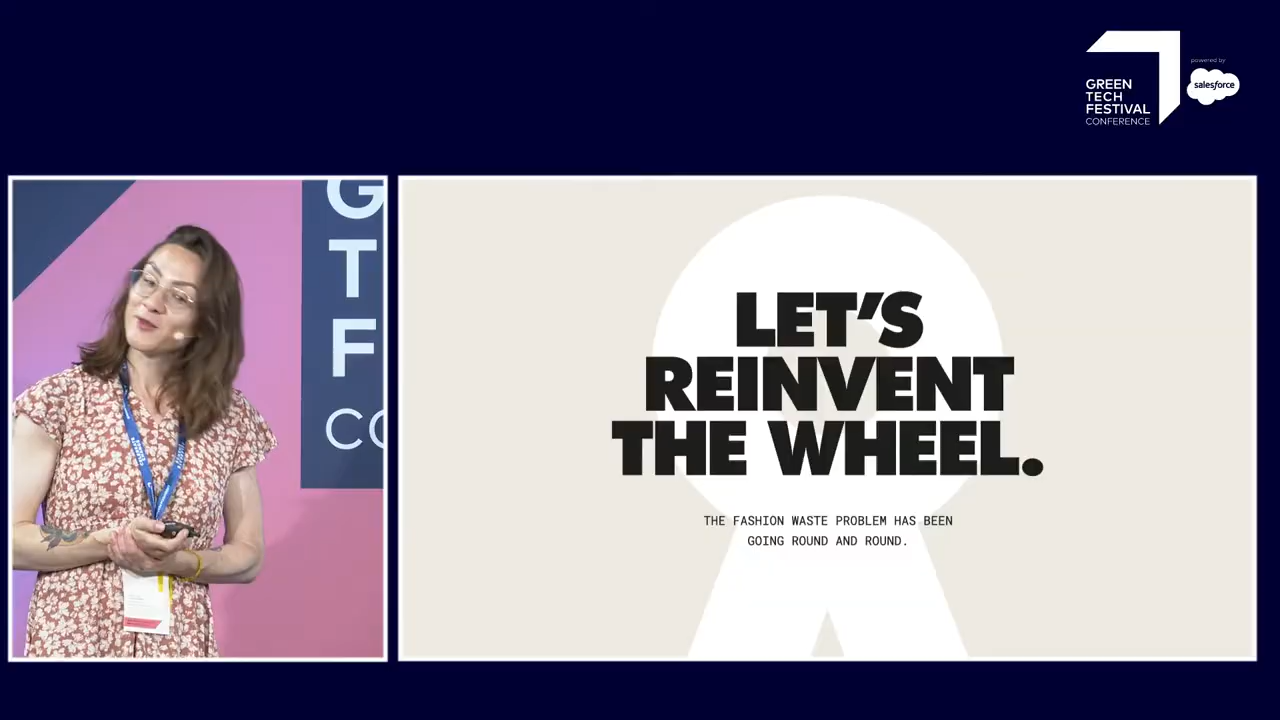 GREEN
TECH
FESTIVAL
CONFERENCE
powered by
salesforce
G
T
F
CO
LET'S
REINVENT
THE WHEEL.
THE FASHION WASTE PROBLEM HAS BEEN
GOING ROUND AND ROUND.